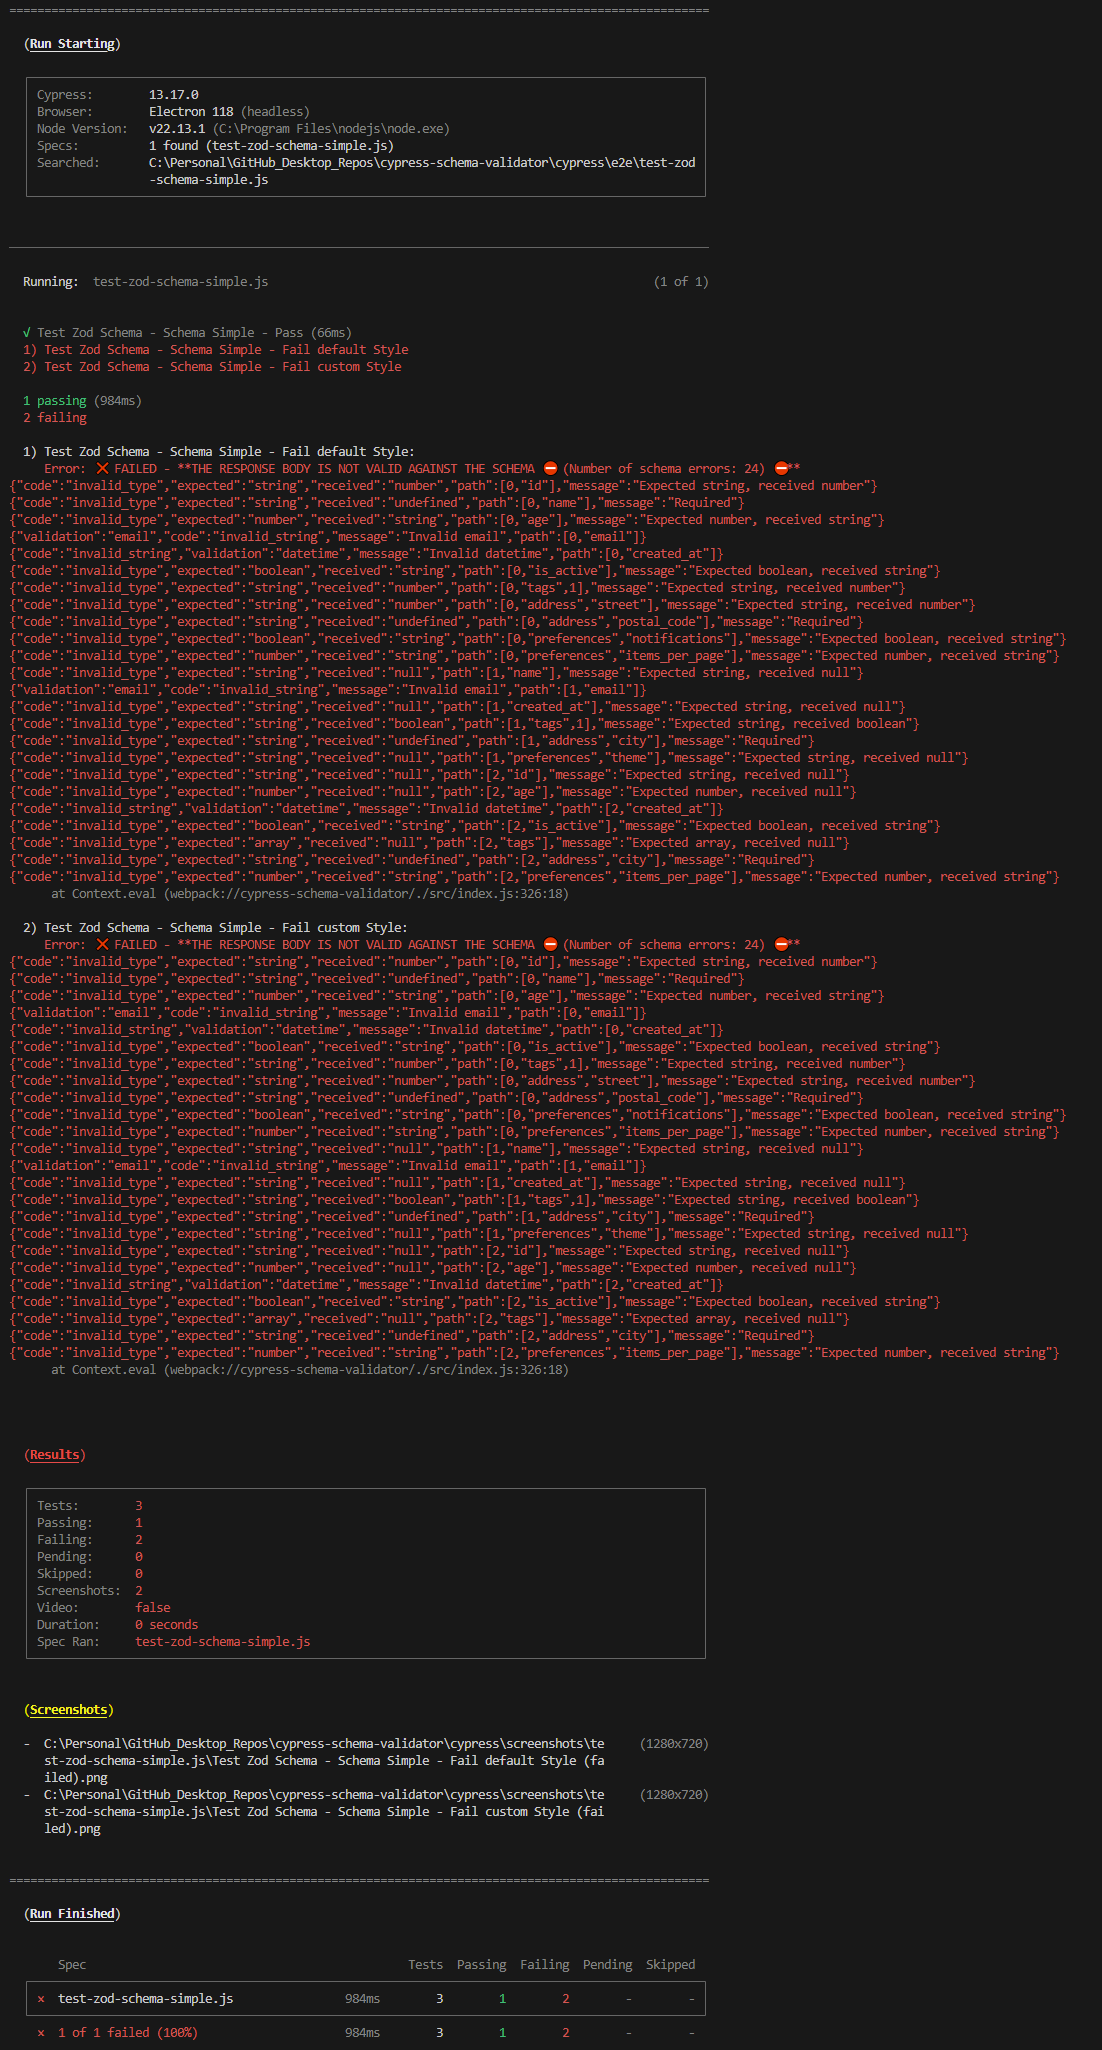 ====================================================================================================
(Run Starting)
Cypress: 13.17.0
Browser: Electron 118 (headless)
Node Version: v22.13.1 (C:\Program Files\nodejs\node.exe)
Specs: 1 found (test-zod-schema-simple.js)
Searched: C:\Personal\GitHub_Desktop_Repos\cypress-schema-validator\cypress\e2e\test-zod
-schema-simple.js
Running: test-zod-schema-simple.js (1 of 1)
√ Test Zod Schema - Schema Simple - Pass (66ms)
1) Test Zod Schema - Schema Simple - Fail default Style
2) Test Zod Schema - Schema Simple - Fail custom Style
1 passing (984ms)
2 failing
1) Test Zod Schema - Schema Simple - Fail default Style:
Error: ❌ FAILED - **THE RESPONSE BODY IS NOT VALID AGAINST THE SCHEMA ⛔ (Number of schema errors: 24) ⛔**
{"code":"invalid_type","expected":"string","received":"number","path":[0,"id"],"message":"Expected string, received number"}
{"code":"invalid_type","expected":"string","received":"undefined","path":[0,"name"],"message":"Required"}
{"code":"invalid_type","expected":"number","received":"string","path":[0,"age"],"message":"Expected number, received string"}
{"validation":"email","code":"invalid_string","message":"Invalid email","path":[0,"email"]}
{"code":"invalid_string","validation":"datetime","message":"Invalid datetime","path":[0,"created_at"]}
{"code":"invalid_type","expected":"boolean","received":"string","path":[0,"is_active"],"message":"Expected boolean, received string"}
{"code":"invalid_type","expected":"string","received":"number","path":[0,"tags",1],"message":"Expected string, received number"}
{"code":"invalid_type","expected":"string","received":"number","path":[0,"address","street"],"message":"Expected string, received number"}
{"code":"invalid_type","expected":"string","received":"undefined","path":[0,"address","postal_code"],"message":"Required"}
{"code":"invalid_type","expected":"boolean","received":"string","path":[0,"preferences","notifications"],"message":"Expected boolean, received string"}
{"code":"invalid_type","expected":"number","received":"string","path":[0,"preferences","items_per_page"],"message":"Expected number, received string"}
{"code":"invalid_type","expected":"string","received":"null","path":[1,"name"],"message":"Expected string, received null"}
{"validation":"email","code":"invalid_string","message":"Invalid email","path":[1,"email"]}
{"code":"invalid_type","expected":"string","received":"null","path":[1,"created_at"],"message":"Expected string, received null"}
{"code":"invalid_type","expected":"string","received":"boolean","path":[1,"tags",1],"message":"Expected string, received boolean"}
{"code":"invalid_type","expected":"string","received":"undefined","path":[1,"address","city"],"message":"Required"}
{"code":"invalid_type","expected":"string","received":"null","path":[1,"preferences","theme"],"message":"Expected string, received null"}
{"code":"invalid_type","expected":"string","received":"null","path":[2,"id"],"message":"Expected string, received null"}
{"code":"invalid_type","expected":"number","received":"null","path":[2,"age"],"message":"Expected number, received null"}
{"code":"invalid_string","validation":"datetime","message":"Invalid datetime","path":[2,"created_at"]}
{"code":"invalid_type","expected":"boolean","received":"string","path":[2,"is_active"],"message":"Expected boolean, received string"}
{"code":"invalid_type","expected":"array","received":"null","path":[2,"tags"],"message":"Expected array, received null"}
{"code":"invalid_type","expected":"string","received":"undefined","path":[2,"address","city"],"message":"Required"}
{"code":"invalid_type","expected":"number","received":"string","path":[2,"preferences","items_per_page"],"message":"Expected number, received string"}
at Context.eval (webpack://cypress-schema-validator/./src/index.js:326:18)
2) Test Zod Schema - Schema Simple - Fail custom Style:
Error: ❌ FAILED - **THE RESPONSE BODY IS NOT VALID AGAINST THE SCHEMA ⛔ (Number of schema errors: 24) ⛔**
{"code":"invalid_type","expected":"string","received":"number","path":[0,"id"],"message":"Expected string, received number"}
{"code":"invalid_type","expected":"string","received":"undefined","path":[0,"name"],"message":"Required"}
{"code":"invalid_type","expected":"number","received":"string","path":[0,"age"],"message":"Expected number, received string"}
{"validation":"email","code":"invalid_string","message":"Invalid email","path":[0,"email"]}
{"code":"invalid_string","validation":"datetime","message":"Invalid datetime","path":[0,"created_at"]}
{"code":"invalid_type","expected":"boolean","received":"string","path":[0,"is_active"],"message":"Expected boolean, received string"}
{"code":"invalid_type","expected":"string","received":"number","path":[0,"tags",1],"message":"Expected string, received number"}
{"code":"invalid_type","expected":"string","received":"number","path":[0,"address","street"],"message":"Expected string, received number"}
{"code":"invalid_type","expected":"string","received":"undefined","path":[0,"address","postal_code"],"message":"Required"}
{"code":"invalid_type","expected":"boolean","received":"string","path":[0,"preferences","notifications"],"message":"Expected boolean, received string"}
{"code":"invalid_type","expected":"number","received":"string","path":[0,"preferences","items_per_page"],"message":"Expected number, received string"}
{"code":"invalid_type","expected":"string","received":"null","path":[1,"name"],"message":"Expected string, received null"}
{"validation":"email","code":"invalid_string","message":"Invalid email","path":[1,"email"]}
{"code":"invalid_type","expected":"string","received":"null","path":[1,"created_at"],"message":"Expected string, received null"}
{"code":"invalid_type","expected":"string","received":"boolean","path":[1,"tags",1],"message":"Expected string, received boolean"}
{"code":"invalid_type","expected":"string","received":"undefined","path":[1,"address","city"],"message":"Required"}
{"code":"invalid_type","expected":"string","received":"null","path":[1,"preferences","theme"],"message":"Expected string, received null"}
{"code":"invalid_type","expected":"string","received":"null","path":[2,"id"],"message":"Expected string, received null"}
{"code":"invalid_type","expected":"number","received":"null","path":[2,"age"],"message":"Expected number, received null"}
{"code":"invalid_string","validation":"datetime","message":"Invalid datetime","path":[2,"created_at"]}
{"code":"invalid_type","expected":"boolean","received":"string","path":[2,"is_active"],"message":"Expected boolean, received string"}
{"code":"invalid_type","expected":"array","received":"null","path":[2,"tags"],"message":"Expected array, received null"}
{"code":"invalid_type","expected":"string","received":"undefined","path":[2,"address","city"],"message":"Required"}
{"code":"invalid_type","expected":"number","received":"string","path":[2,"preferences","items_per_page"],"message":"Expected number, received string"}
at Context.eval (webpack://cypress-schema-validator/./src/index.js:326:18)
(Results)
Tests: 3
Passing: 1
Failing: 2
Pending: 0
Skipped: 0
Screenshots: 2
Video: false
Duration: 0 seconds
Spec Ran: test-zod-schema-simple.js
(Screenshots)
- C:\Personal\GitHub_Desktop_Repos\cypress-schema-validator\cypress\screenshots\te (1280x720)
st-zod-schema-simple.js\Test Zod Schema - Schema Simple - Fail default Style (fa
iled).png
- C:\Personal\GitHub_Desktop_Repos\cypress-schema-validator\cypress\screenshots\te (1280x720)
st-zod-schema-simple.js\Test Zod Schema - Schema Simple - Fail custom Style (fai
led).png
====================================================================================================
(Run Finished)
Spec Tests Passing Failing Pending Skipped
× test-zod-schema-simple.js 984ms 3 1 2 - -
× 1 of 1 failed (100%) 984ms 3 1 2 - -